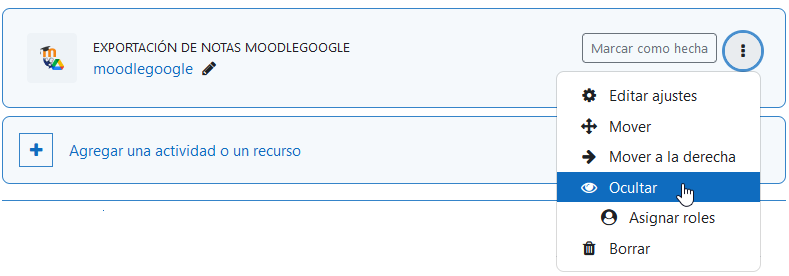 EXPORTACIÓN DE NOTAS MOODLEGOOGLE
Marcar como hecha
moodlegoogle
Editar ajustes
Mover
Agregar una actividad o un recurso
Mover a la derecha
Ocultar
Asignar roles
Borrar